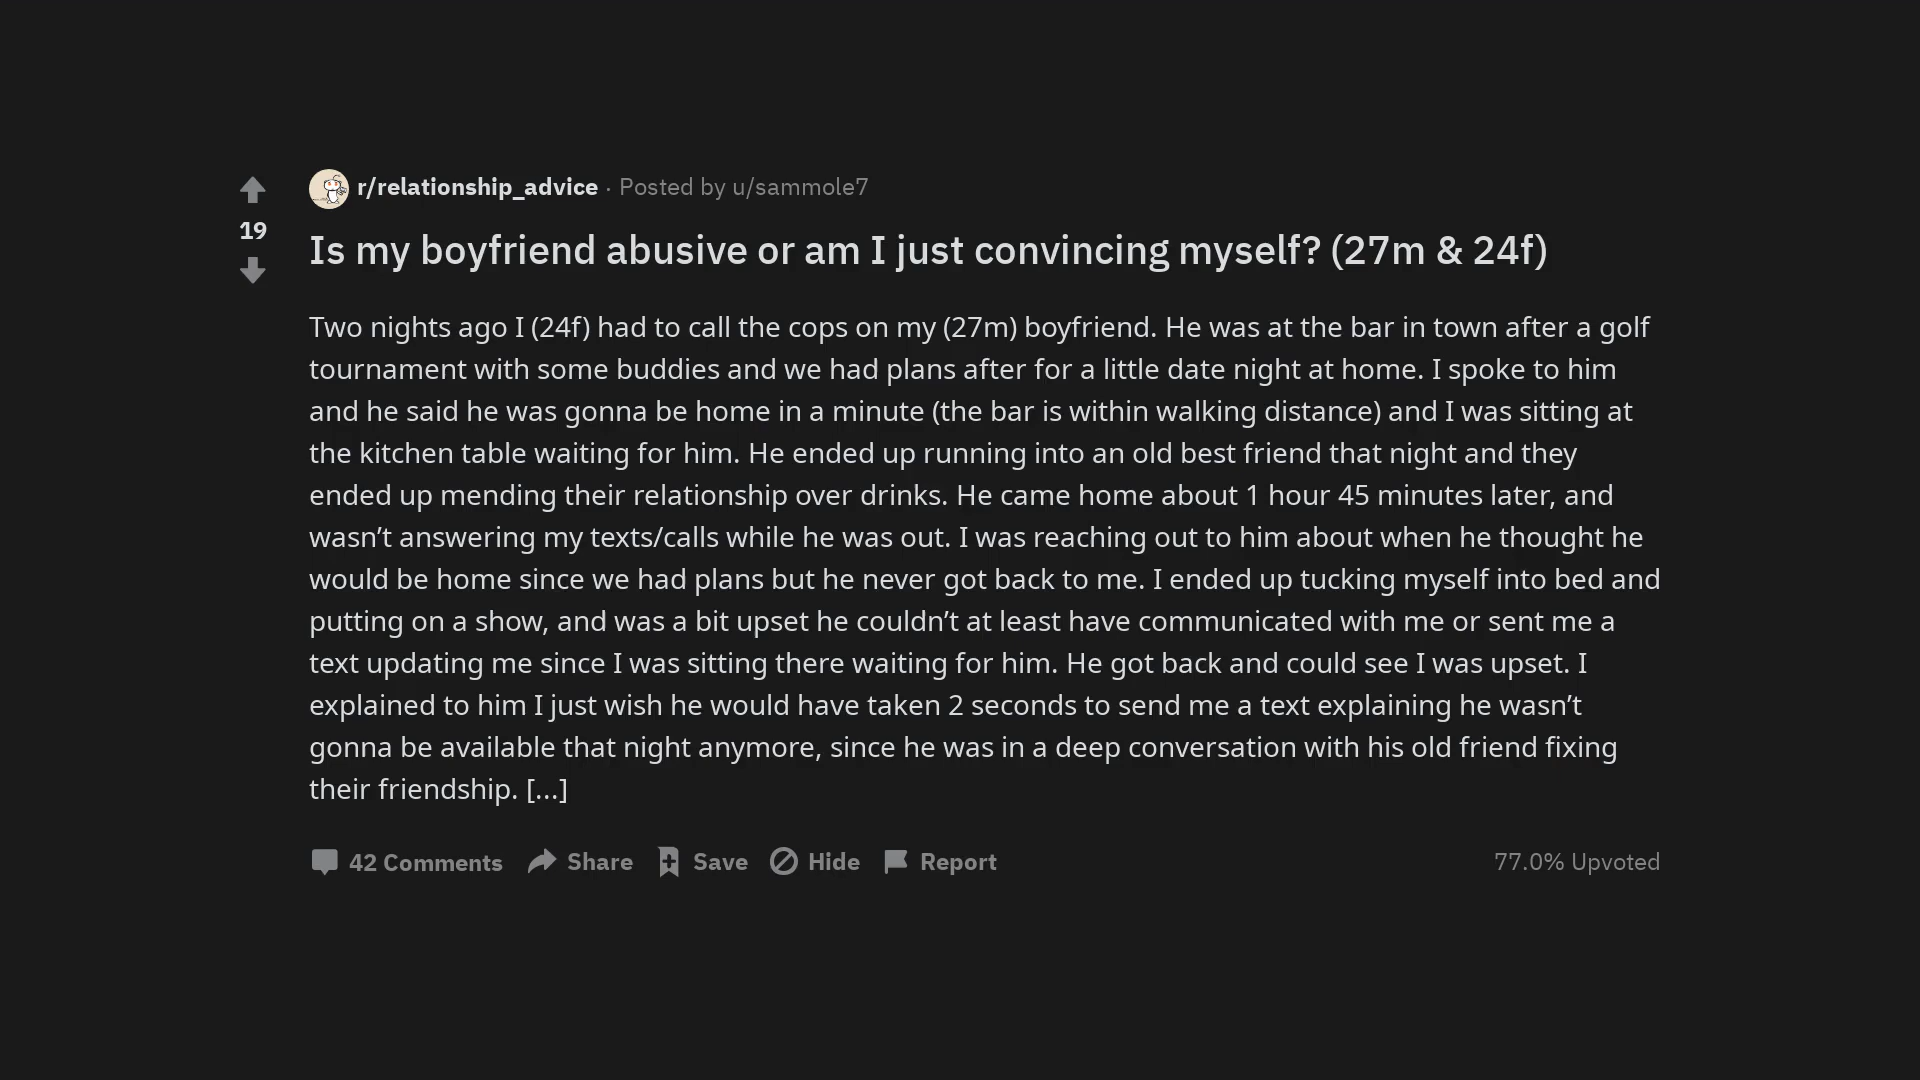 r/relationship_advice · Posted by u/sammole7
19
Is my boyfriend abusive or am I just convincing myself? (27m & 24f)
Two nights ago I (24f) had to call the cops on my (27m) boyfriend. He was at the bar in town after a golf
tournament with some buddies and we had plans after for a little date night at home. I spoke to him
and he said he was gonna be home in a minute (the bar is within walking distance) and I was sitting at
the kitchen table waiting for him. He ended up running into an old best friend that night and they
ended up mending their relationship over drinks. He came home about 1 hour 45 minutes later, and
wasn’t answering my texts/calls while he was out. I was reaching out to him about when he thought he
would be home since we had plans but he never got back to me. I ended up tucking myself into bed and
putting on a show, and was a bit upset he couldn’t at least have communicated with me or sent me a
text updating me since I was sitting there waiting for him. He got back and could see I was upset. I
explained to him I just wish he would have taken 2 seconds to send me a text explaining he wasn’t
gonna be available that night anymore, since he was in a deep conversation with his old friend fixing
their friendship. [...]
42 Comments Share Save Hide Report 77.0% Upvoted